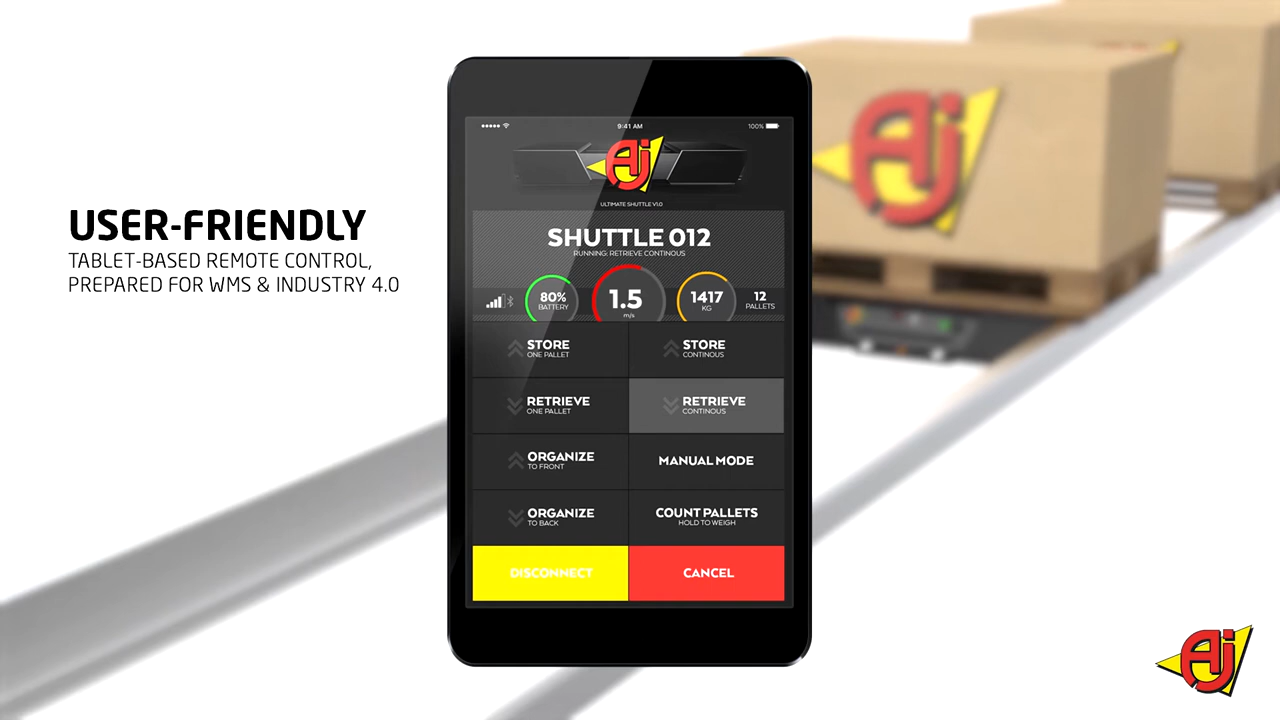 USER-FRIENDLY
TABLET-BASED REMOTE CONTROL,
PREPARED FOR WMS & INDUSTRY 4.0
9:41 AM
100%
Aj
ULTIMATE SHUTTLE V1.0
SHUTTLE 012
RUNNING: RETRIEVE CONTINOUS
80%
BATTERY
1.5
m/s
1417
KG
12
PALLETS
STORE
ONE PALLET
STORE
CONTINOUS
RETRIEVE
ONE PALLET
RETRIEVE
CONTINOUS
ORGANIZE
TO FRONT
MANUAL MODE
ORGANIZE
TO BACK
COUNT PALLETS
HOLD TO WEIGH
DISCONNECT
CANCEL
Aj
Aj